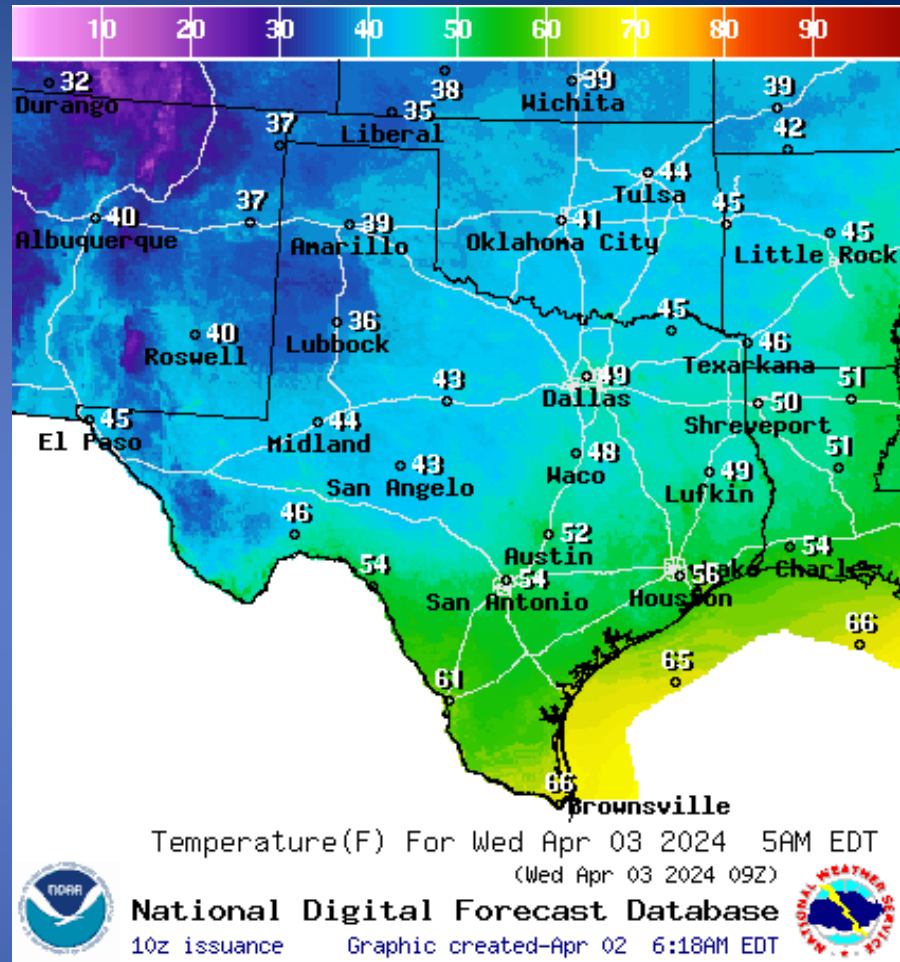 10 20 30 40 50 60 70 80 90
32
Durango
38
39
Wichita
39
35
Liberal
37
42
44
Tulsa
40
Albuquerque
37
39
Amarillo
41
Oklahoma City
45
45
Little Rock
40
Roswell
36
Lubbock
45
46
Texarkana
49
Dallas
43
50
Shreveport
51
45
El Paso
44
Midland
43
San Angelo
48
Waco
49
Lufkin
51
46
52
Austin
54
Lake Charles
54
54
San Antonio
56
Houston
61
65
66
66
Brownsville
Temperature(F) For Wed Apr 03 2024 5AM EDT
(Wed Apr 03 2024 09Z)
NOAA
National Digital Forecast Database
NATIONAL WEATHER SERVICE
10z issuance Graphic created-Apr 02 6:18AM EDT